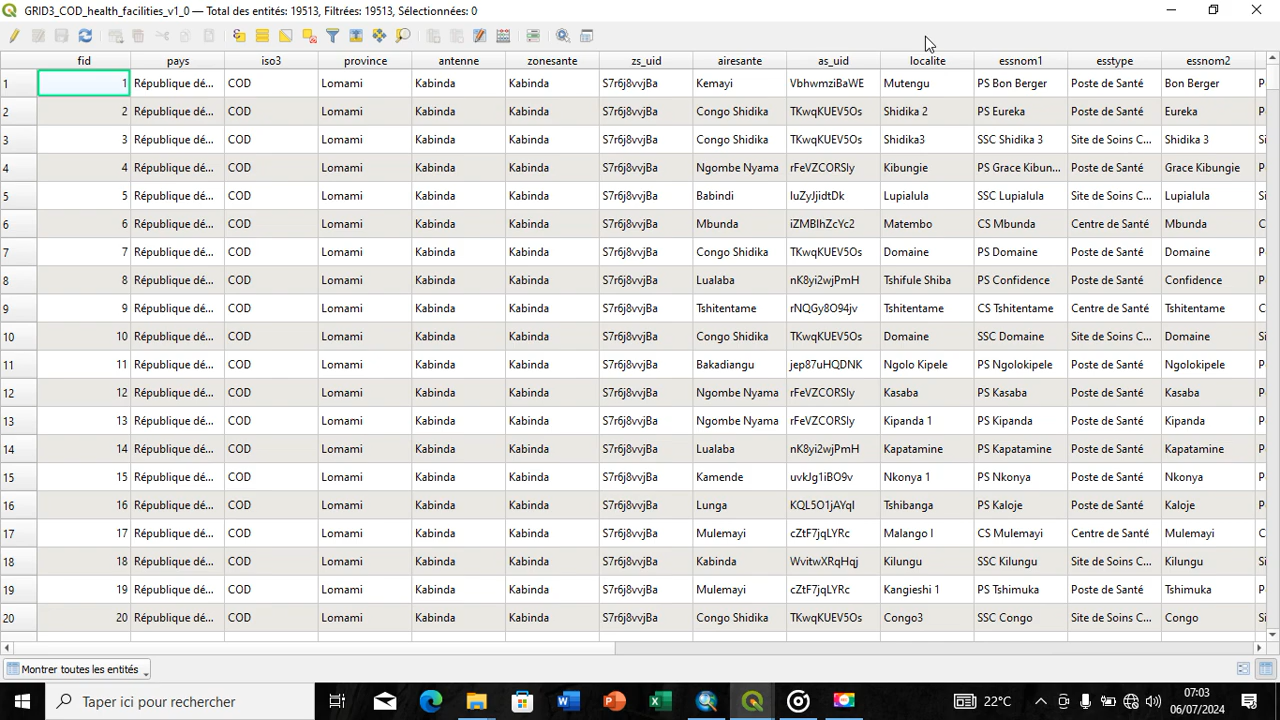 GRID3_COD_health_facilities_v1_0 — Total des entités: 19513, Filtrées: 19513, Sélectionnées: 0
fid pays iso3 province antenne zonesante zs_uid airesante as_uid localite essnom1 esstype essnom2
1 1 République dé... COD Lomami Kabinda Kabinda S7r6j8vvjBa Kemayi VbhwmziBaWE Mutengu PS Bon Berger Poste de Santé Bon Berger
2 2 République dé... COD Lomami Kabinda Kabinda S7r6j8vvjBa Congo Shidika TKwqKUEV5Os Shidika 2 PS Eureka Poste de Santé Eureka
3 3 République dé... COD Lomami Kabinda Kabinda S7r6j8vvjBa Congo Shidika TKwqKUEV5Os Shidika3 SSC Shidika 3 Site de Soins C... Shidika 3
4 4 République dé... COD Lomami Kabinda Kabinda S7r6j8vvjBa Ngombe Nyama rFeVZCORSly Kibungie PS Grace Kibun... Poste de Santé Grace Kibungie
5 5 République dé... COD Lomami Kabinda Kabinda S7r6j8vvjBa Babindi luZyJjidtDk Lupialula SSC Lupialula Site de Soins C... Lupialula
6 6 République dé... COD Lomami Kabinda Kabinda S7r6j8vvjBa Mbunda iZMBIhZcYc2 Matembo CS Mbunda Centre de Santé Mbunda
7 7 République dé... COD Lomami Kabinda Kabinda S7r6j8vvjBa Congo Shidika TKwqKUEV5Os Domaine PS Domaine Poste de Santé Domaine
8 8 République dé... COD Lomami Kabinda Kabinda S7r6j8vvjBa Lualaba nK8yi2wjPmH Tshifule Shiba PS Confidence Poste de Santé Confidence
9 9 République dé... COD Lomami Kabinda Kabinda S7r6j8vvjBa Tshitentame rNQGy8O94jv Tshitentame CS Tshitentame Centre de Santé Tshitentame
10 10 République dé... COD Lomami Kabinda Kabinda S7r6j8vvjBa Congo Shidika TKwqKUEV5Os Domaine SSC Domaine Site de Soins C... Domaine
11 11 République dé... COD Lomami Kabinda Kabinda S7r6j8vvjBa Bakadiangu jep87uHQDNK Ngolo Kipele PS Ngolokipele Poste de Santé Ngolokipele
12 12 République dé... COD Lomami Kabinda Kabinda S7r6j8vvjBa Ngombe Nyama rFeVZCORSly Kasaba PS Kasaba Poste de Santé Kasaba
13 13 République dé... COD Lomami Kabinda Kabinda S7r6j8vvjBa Ngombe Nyama rFeVZCORSly Kipanda 1 PS Kipanda Poste de Santé Kipanda
14 14 République dé... COD Lomami Kabinda Kabinda S7r6j8vvjBa Lualaba nK8yi2wjPmH Kapatamine PS Kapatamine Poste de Santé Kapatamine
15 15 République dé... COD Lomami Kabinda Kabinda S7r6j8vvjBa Kamende uvkJg1iBO9v Nkonya 1 PS Nkonya Poste de Santé Nkonya
16 16 République dé... COD Lomami Kabinda Kabinda S7r6j8vvjBa Lunga KQL5O1jAYqI Tshibanga PS Kaloje Poste de Santé Kaloje
17 17 République dé... COD Lomami Kabinda Kabinda S7r6j8vvjBa Mulemayi cZtF7jqLYRc Malango I CS Mulemayi Centre de Santé Mulemayi
18 18 République dé... COD Lomami Kabinda Kabinda S7r6j8vvjBa Kabinda WvitwXRqHqj Kilungu SSC Kilungu Site de Soins C... Kilungu
19 19 République dé... COD Lomami Kabinda Kabinda S7r6j8vvjBa Mulemayi cZtF7jqLYRc Kangieshi 1 PS Tshimuka Poste de Santé Tshimuka
20 20 République dé... COD Lomami Kabinda Kabinda S7r6j8vvjBa Congo Shidika TKwqKUEV5Os Congo3 SSC Congo Site de Soins C... Congo
Montrer toutes les entités
Taper ici pour rechercher
22°C
07:03
06/07/2024